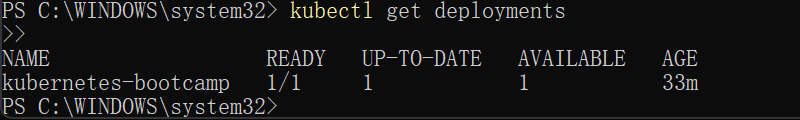 PS C:\WINDOWS\system32> kubectl get deployments
>>
NAME                  READY   UP-TO-DATE   AVAILABLE   AGE
kubernetes-bootcamp   1/1     1            1           33m
PS C:\WINDOWS\system32>